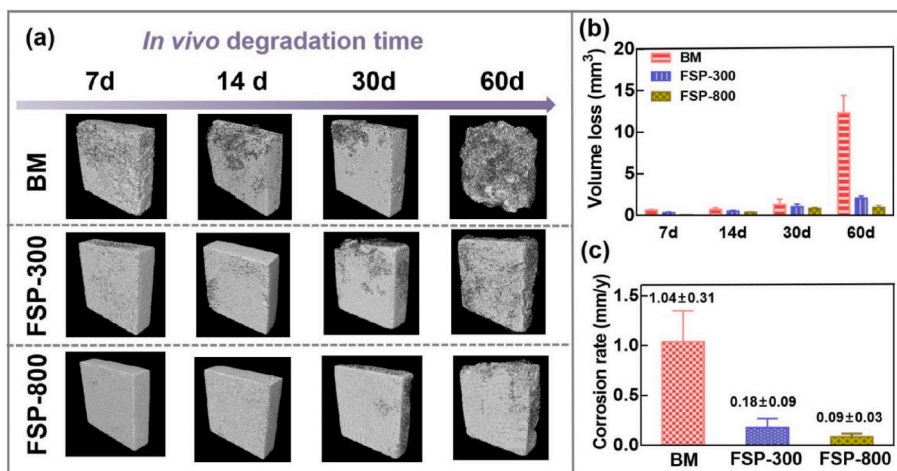 (a)
In vivo degradation time
7d 14 d 30d 60d
BM
FSP-300
FSP-800
(b)
Volume loss (mm³)
20
15
10
5
0
BM
FSP-300
FSP-800
7d 14d 30d 60d
(c)
Corrosion rate (mm/y)
1.5
1.0
0.5
0.0
1.04±0.31
0.18±0.09
0.09±0.03
BM FSP-300 FSP-800